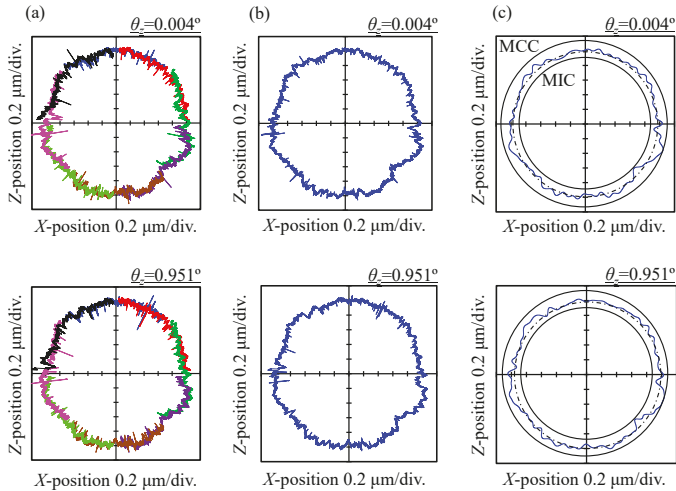 (a)
θz=0.004º
Z-position 0.2 μm/div.
X-position 0.2 μm/div.
(b)
θz=0.004º
Z-position 0.2 μm/div.
X-position 0.2 μm/div.
(c)
θz=0.004º
MCC
MIC
Z-position 0.2 μm/div.
X-position 0.2 μm/div.
θz=0.951º
Z-position 0.2 μm/div.
X-position 0.2 μm/div.
θz=0.951º
Z-position 0.2 μm/div.
X-position 0.2 μm/div.
θz=0.951º
Z-position 0.2 μm/div.
X-position 0.2 μm/div.